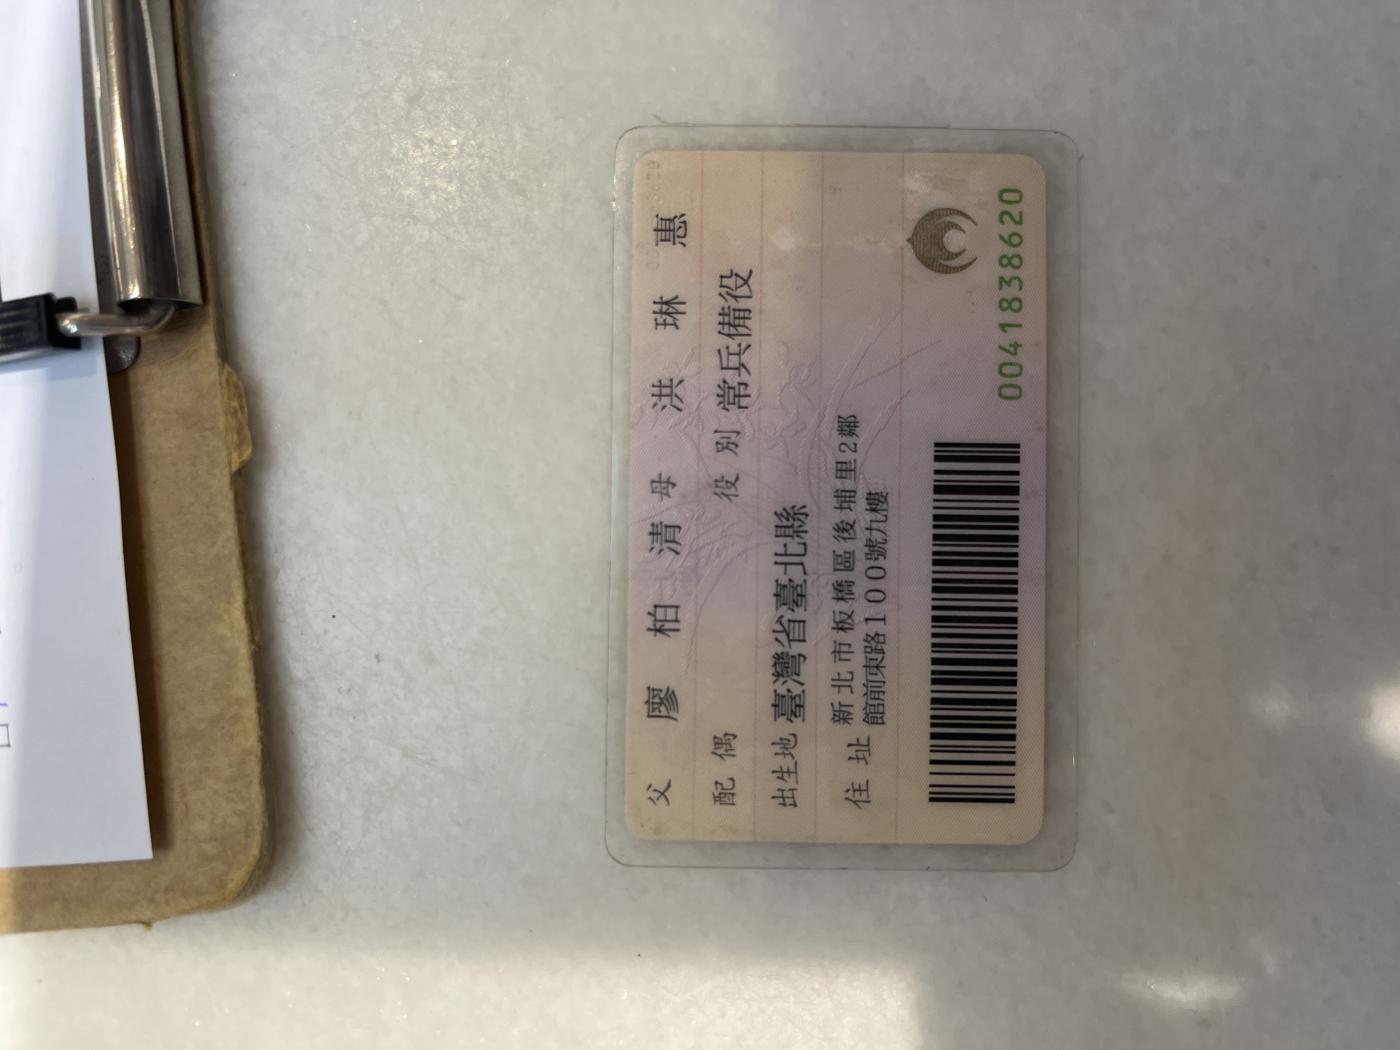 父 廖柏清 母 洪琳惠
配偶 役別 常兵備役
出生地 臺灣省臺北縣
住址 新北市板橋區後埔里2鄰
館前東路100號九樓
0041838620